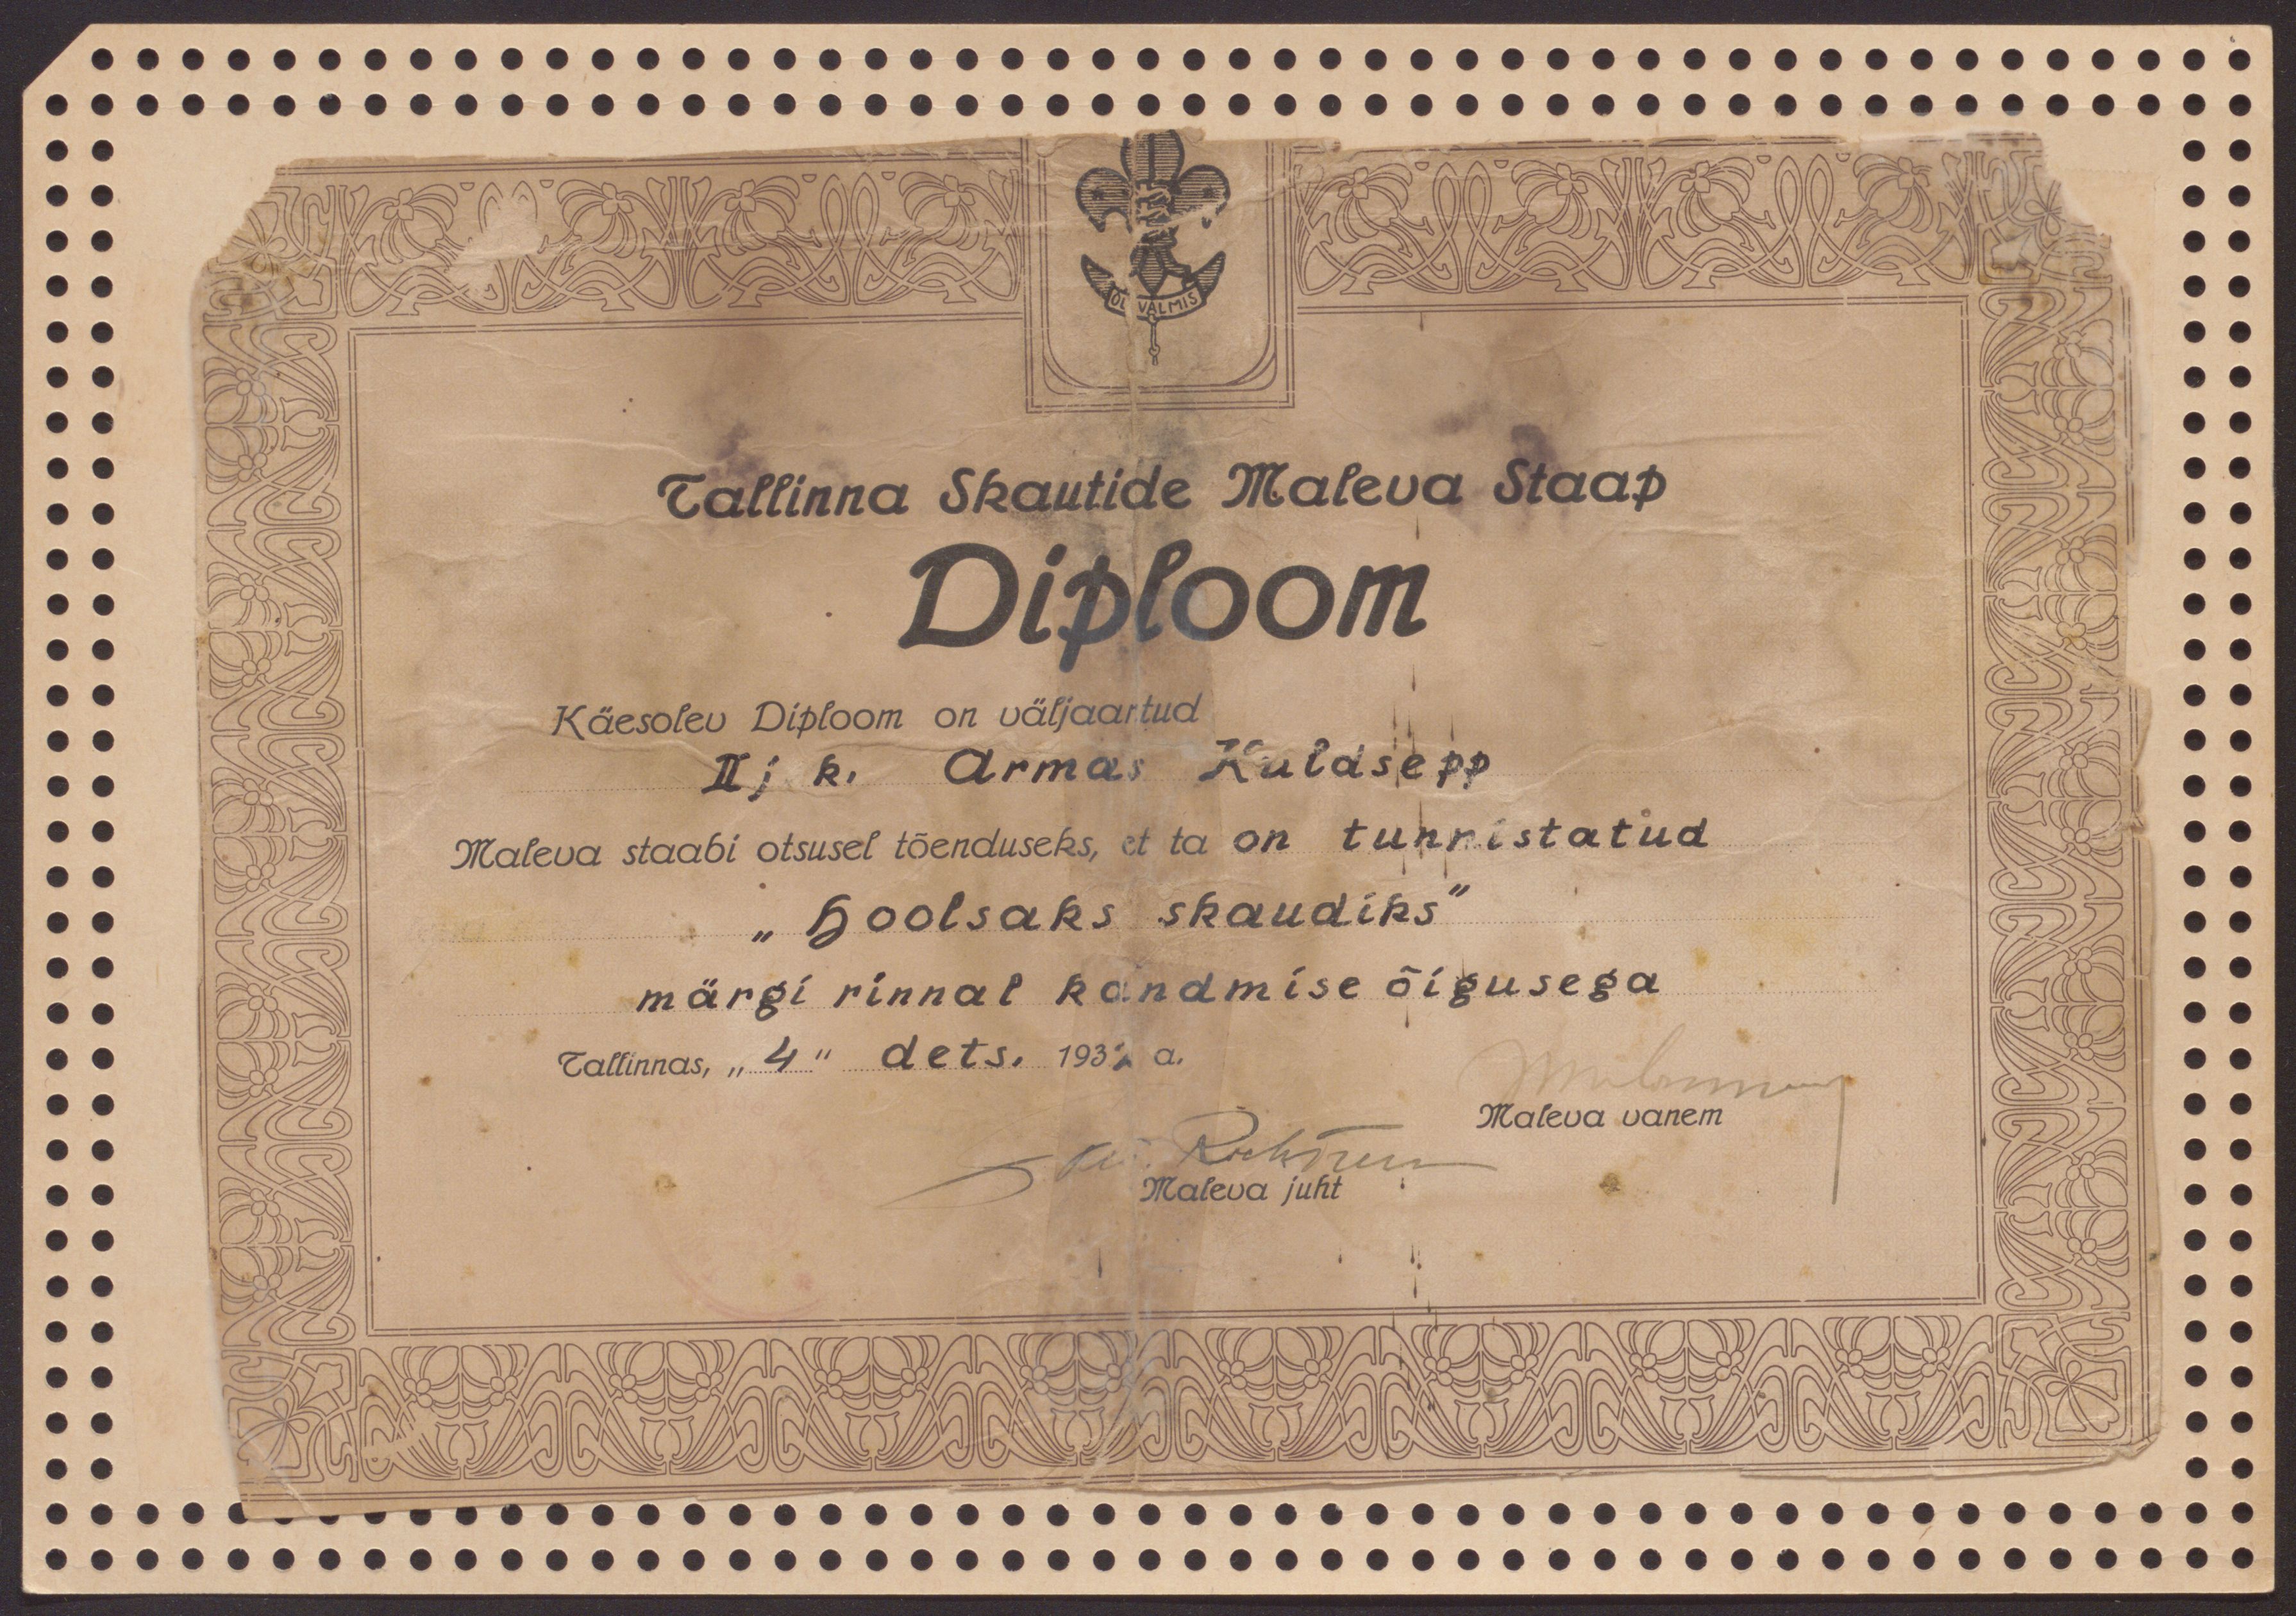 OLE VALMIS
Tallinna Skautide Maleva Staap
Diploom
Käesolev Diploom on väljaantud
II j k. Armas Kuldsepp
Maleva staabi otsusel tõenduseks, et ta on tunnistatud
„Hoolsaks skaudiks"
märgi rinnal kandmise õigusega
Tallinnas, „4" dets. a.
Maleva vanem
Maleva juht